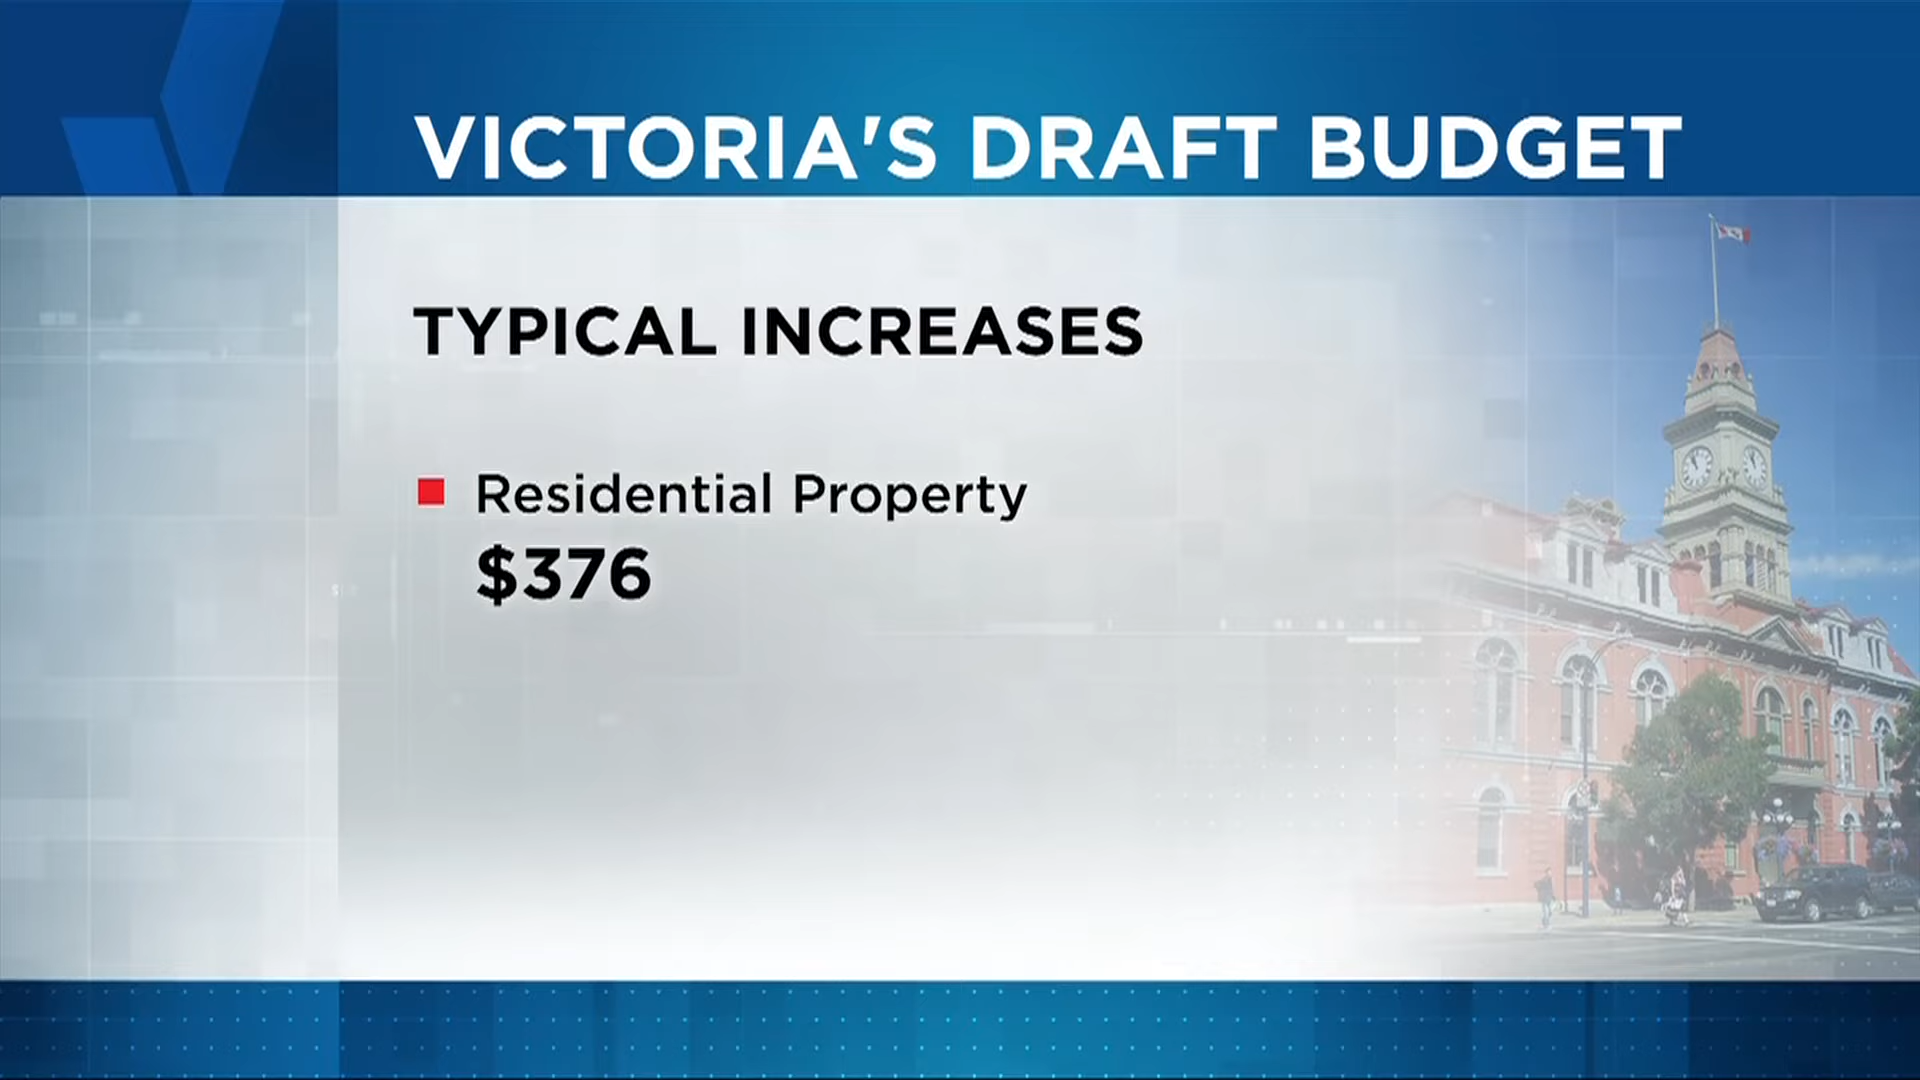 VICTORIA'S DRAFT BUDGET
TYPICAL INCREASES
Residential Property
$376